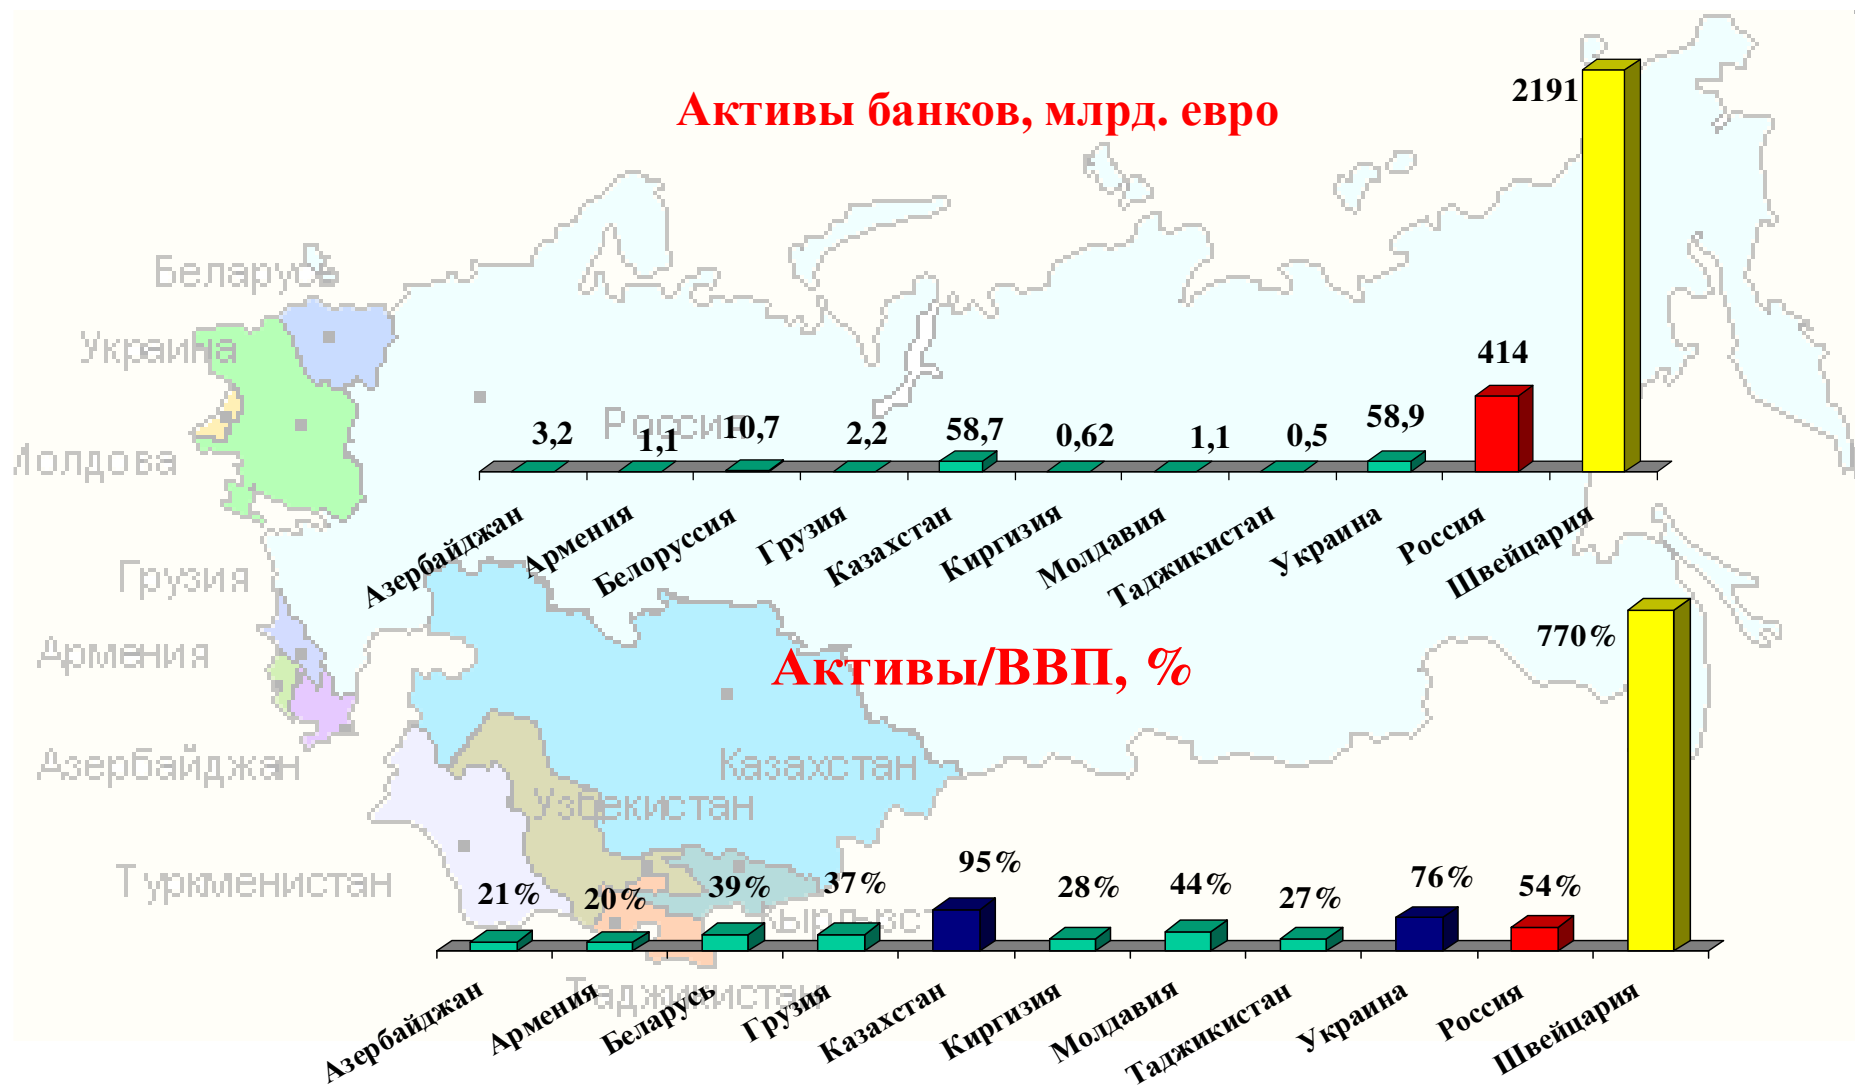 Активы банков, млрд. евро
2191
414
3,2
1,1
10,7
2,2
58,7
0,62
1,1
0,5
58,9
Азербайджан
Армения
Белоруссия
Грузия
Казахстан
Киргизия
Молдавия
Таджикистан
Украина
Россия
Швейцария
Беларусь
Украина
Россия
Молдова
Грузия
Армения
Азербайджан
Казахстан
Узбекистан
Туркменистан
Таджикистан
Активы/ВВП, %
770%
21%
20%
39%
37%
95%
28%
44%
27%
76%
54%
Азербайджан
Армения
Беларусь
Грузия
Казахстан
Киргизия
Молдавия
Таджикистан
Украина
Россия
Швейцария